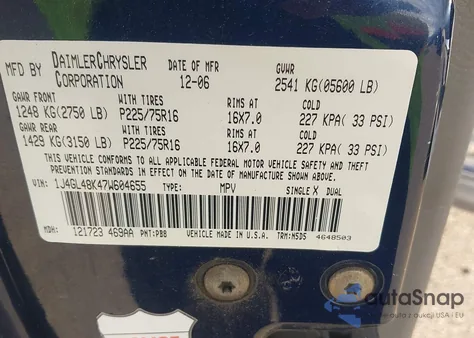 MFD BY DAIMLERCHRYSLER CORPORATION DATE OF MFR 12-06 GVWR 2541 KG(05600 LB)
GAWR FRONT WITH TIRES RIMS AT COLD
1248 KG(2750 LB) P225/75R16 16X7.0 227 KPA( 33 PSI)
GAWR REAR WITH TIRES RIMS AT COLD
1429 KG(3150 LB) P225/75R16 16X7.0 227 KPA( 33 PSI)
THIS VEHICLE CONFORMS TO ALL APPLICABLE FEDERAL MOTOR VEHICLE SAFETY AND THEFT
PREVENTION STANDARDS IN EFFECT ON THE DATE OF MANUFACTURE SHOWN ABOVE.
VIN: 1J4GL48K47W604655 TYPE: MPV SINGLE X DUAL
MDH: 121723 469AA PNT:PB8 VEHICLE MADE IN U.S.A. TRM:N5D5 4648503
autaSnap